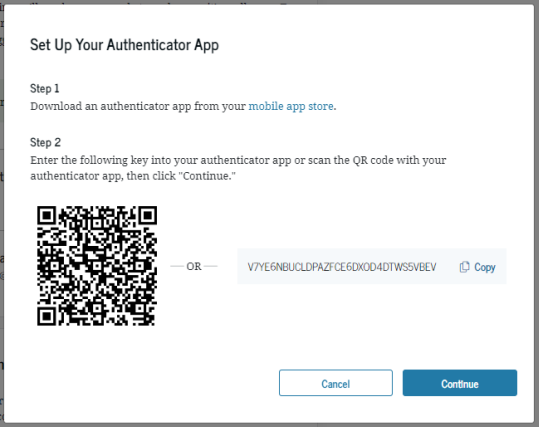 Set Up Your Authenticator App
Step 1
Download an authenticator app from your mobile app store.
Step 2
Enter the following key into your authenticator app or scan the QR code with your
authenticator app, then click "Continue."
OR
V7YE6NBUCLDPAZFCE6DXOD4DTWS5VBEV
Copy
Cancel
Continue